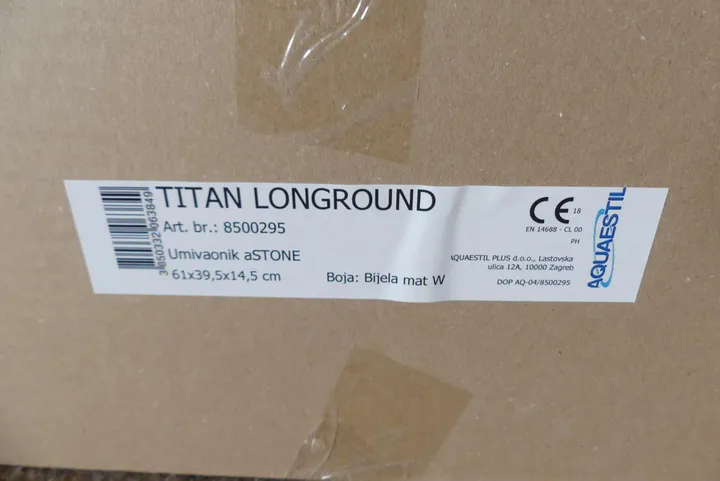 3850332063849
TITAN LONGROUND
Art. br.: 8500295
Umivaonik aSTONE
61x39,5x14,5 cm
Boja: Bijela mat W
CE 18
EN 14688 - CL 00
PH
AQUAESTIL PLUS d.o.o., Lastovska
ulica 12A, 10000 Zagreb
DOP AQ-04/8500295
AQUAESTIL